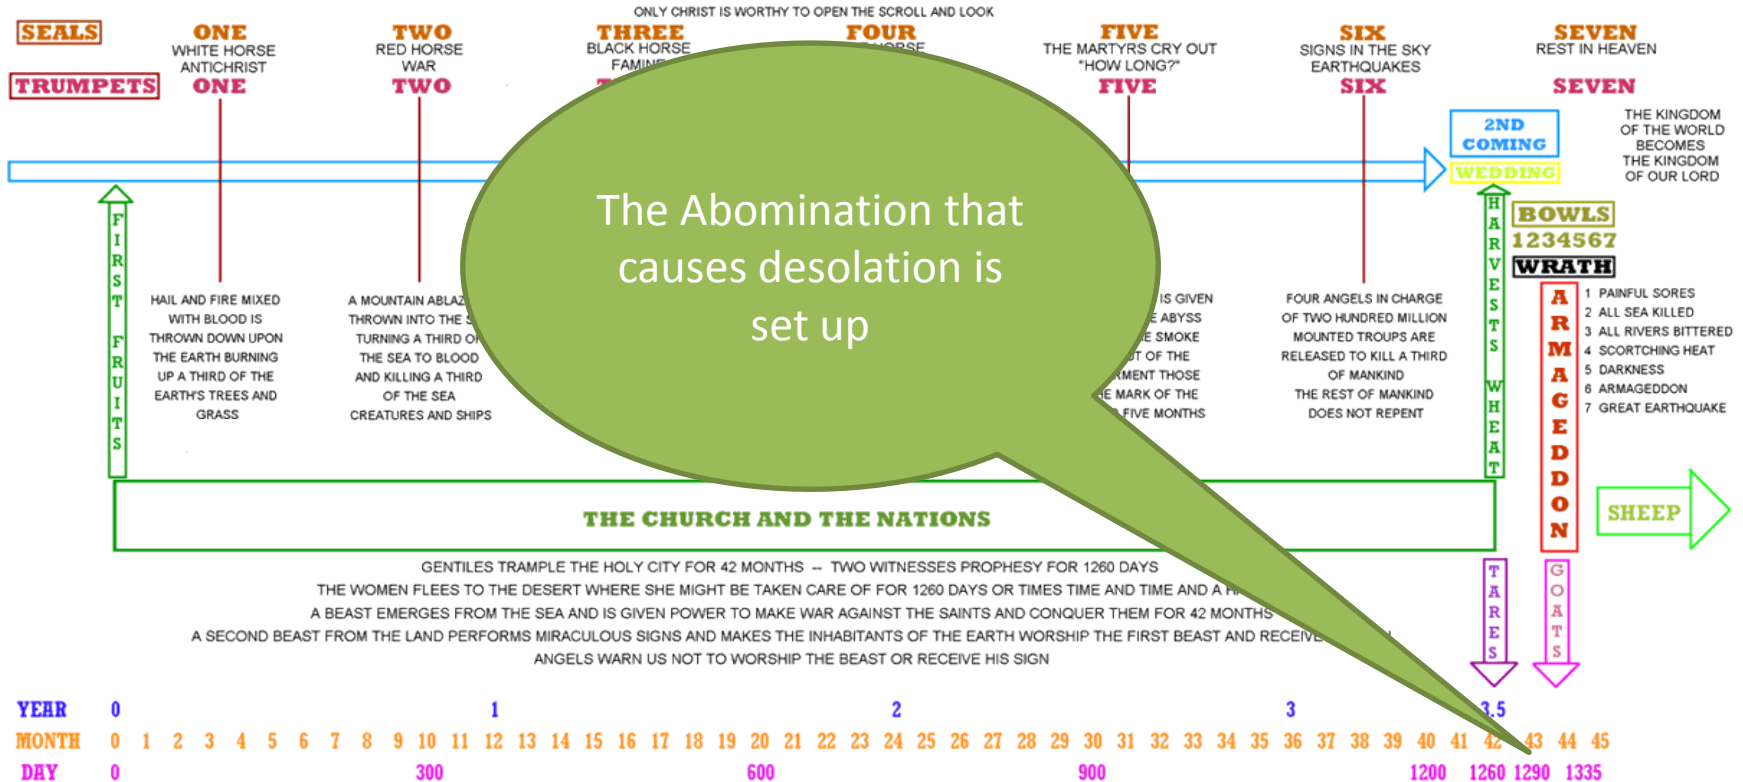 ONLY CHRIST IS WORTHY TO OPEN THE SCROLL AND LOOK
SEALS ONE TWO THREE FOUR FIVE SIX SEVEN
WHITE HORSE
ANTICHRIST
RED HORSE
WAR
BLACK HORSE
THE MARTYRS CRY OUT
"HOW LONG?"
SIGNS IN THE SKY
EARTHQUAKES
REST IN HEAVEN
TRUMPETS ONE TWO FIVE SIX SEVEN
2ND
COMING
WEDDING
THE KINGDOM
OF THE WORLD
BECOMES
THE KINGDOM
OF OUR LORD
FIRST FRUITS
HARVESTS WHEAT
BOWLS
1234567
WRATH
ARMAGEDDON
1 PAINFUL SORES
2 ALL SEA KILLED
3 ALL RIVERS BITTERED
4 SCORTCHING HEAT
5 DARKNESS
6 ARMAGEDDON
7 GREAT EARTHQUAKE
HAIL AND FIRE MIXED
WITH BLOOD IS
THROWN DOWN UPON
THE EARTH BURNING
UP A THIRD OF THE
EARTH'S TREES AND
GRASS
A MOUNTAIN
THROWN INTO THE
TURNING A THIRD
THE SEA TO BLOOD
AND KILLING A THIRD
OF THE SEA
CREATURES AND SHIPS
The Abomination that
causes desolation is
set up
IS GIVEN
ABYSS
SMOKE
OF THE
THOSE
MARK OF THE
FIVE MONTHS
FOUR ANGELS IN CHARGE
OF TWO HUNDRED MILLION
MOUNTED TROUPS ARE
RELEASED TO KILL A THIRD
OF MANKIND
THE REST OF MANKIND
DOES NOT REPENT
THE CHURCH AND THE NATIONS
SHEEP
GENTILES TRAMPLE THE HOLY CITY FOR 42 MONTHS -- TWO WITNESSES PROPHESY FOR 1260 DAYS
THE WOMEN FLEES TO THE DESERT WHERE SHE MIGHT BE TAKEN CARE OF FOR 1260 DAYS OR TIMES TIME AND TIME AND A
A BEAST EMERGES FROM THE SEA AND IS GIVEN POWER TO MAKE WAR AGAINST THE SAINTS AND CONQUER THEM FOR 42 MONTHS
A SECOND BEAST FROM THE LAND PERFORMS MIRACULOUS SIGNS AND MAKES THE INHABITANTS OF THE EARTH WORSHIP THE FIRST BEAST AND RECEIVE
ANGELS WARN US NOT TO WORSHIP THE BEAST OR RECEIVE HIS SIGN
TARES
GOATS
YEAR 0 1 2 3 3.5
MONTH 0 1 2 3 4 5 6 7 8 9 10 11 12 13 14 15 16 17 18 19 20 21 22 23 24 25 26 27 28 29 30 31 32 33 34 35 36 37 38 39 40 41 42 43 44 45
DAY 0 300 600 900 1200 1260 1290 1335